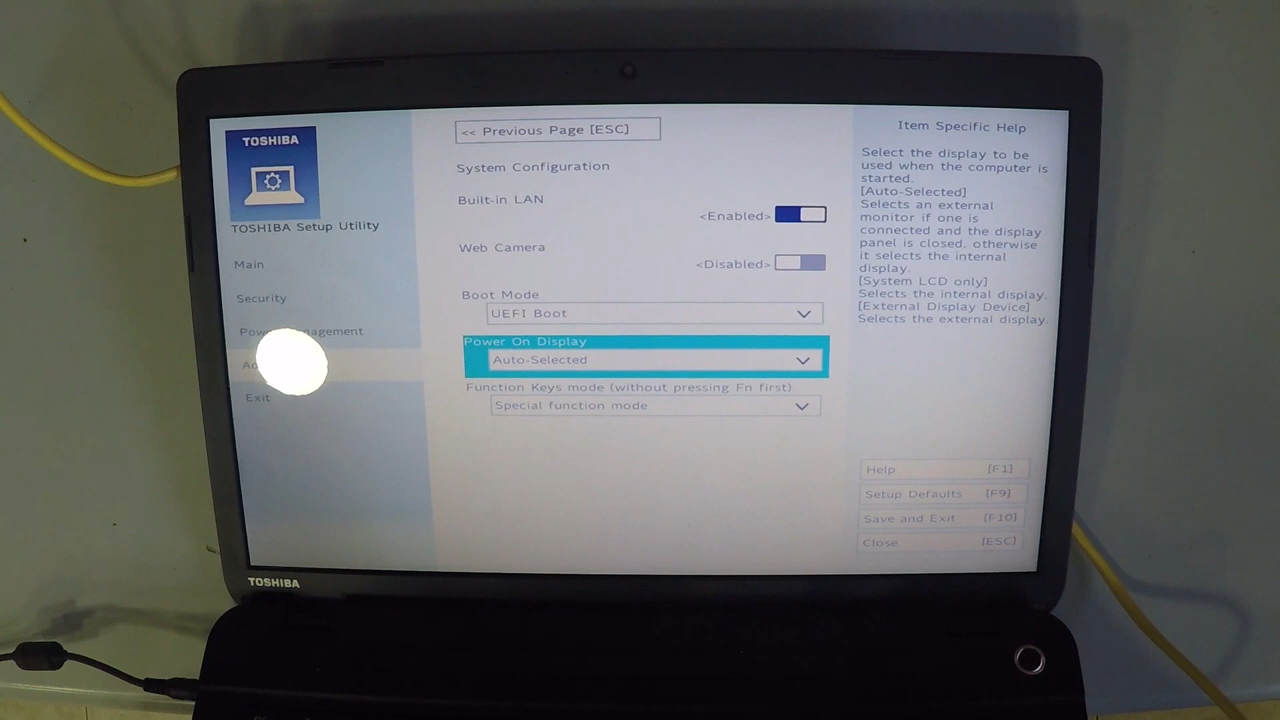 TOSHIBA
TOSHIBA Setup Utility
Main
Security
Exit
<< Previous Page [ESC]
System Configuration
Built-in LAN
<Enabled>
Web Camera
<Disabled>
Boot Mode
UEFI Boot
Power On Display
Auto-Selected
Function Keys mode (without pressing Fn first)
Special function mode
Item Specific Help
Select the display to be
used when the computer is
started.
[Auto-Selected]
Selects an external
monitor if one is
connected and the display
panel is closed, otherwise
it selects the internal
display.
[System LCD only]
Selects the internal display.
[External Display Device]
Selects the external display.
Help [F1]
Setup Defaults [F9]
Save and Exit [F10]
Close [ESC]
TOSHIBA